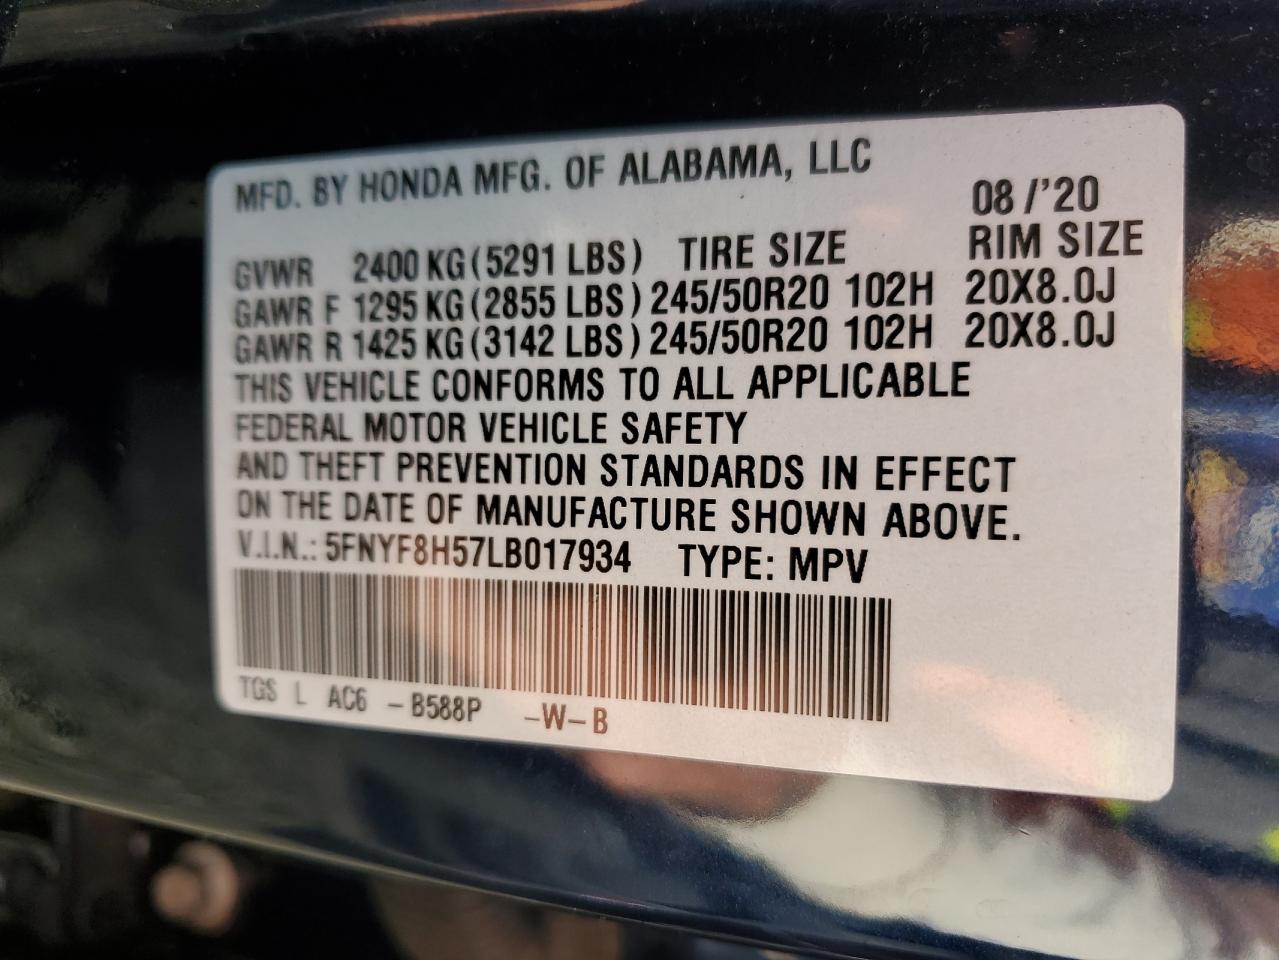 MFD. BY HONDA MFG. OF ALABAMA, LLC
08 /'20
GVWR 2400 KG (5291 LBS) TIRE SIZE RIM SIZE
GAWR F 1295 KG (2855 LBS) 245/50R20 102H 20X8.0J
GAWR R 1425 KG (3142 LBS) 245/50R20 102H 20X8.0J
THIS VEHICLE CONFORMS TO ALL APPLICABLE
FEDERAL MOTOR VEHICLE SAFETY
AND THEFT PREVENTION STANDARDS IN EFFECT
ON THE DATE OF MANUFACTURE SHOWN ABOVE.
V.I.N.: 5FNYF8H57LB017934 TYPE: MPV
TGS L AC6 -B588P -W-B